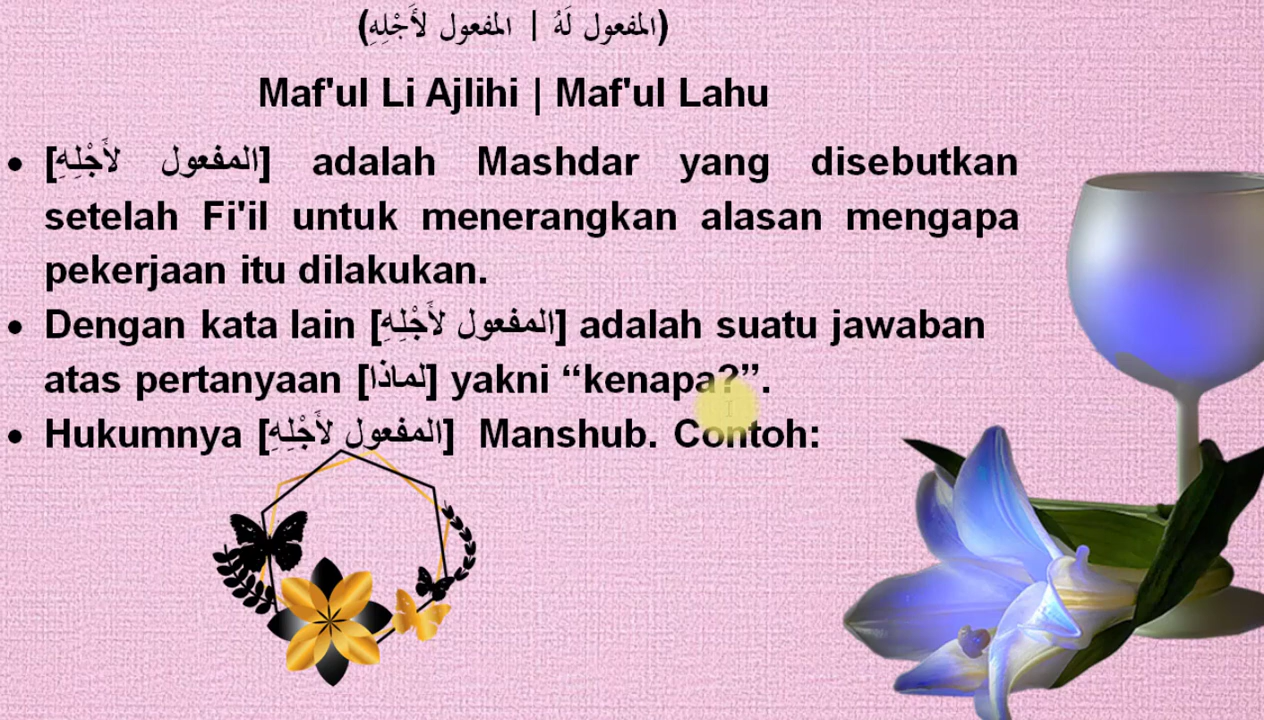 (المفعول لَهُ | المفعول لأَجْلِهِ)
Maf'ul Li Ajlihi | Maf'ul Lahu
• [المفعول لأَجْلِهِ] adalah Mashdar yang disebutkan
setelah Fi'il untuk menerangkan alasan mengapa
pekerjaan itu dilakukan.
• Dengan kata lain [المفعول لأَجْلِهِ] adalah suatu jawaban
atas pertanyaan [لماذا] yakni “kenapa?”.
• Hukumnya [المفعول لأَجْلِهِ] Manshub. Contoh: